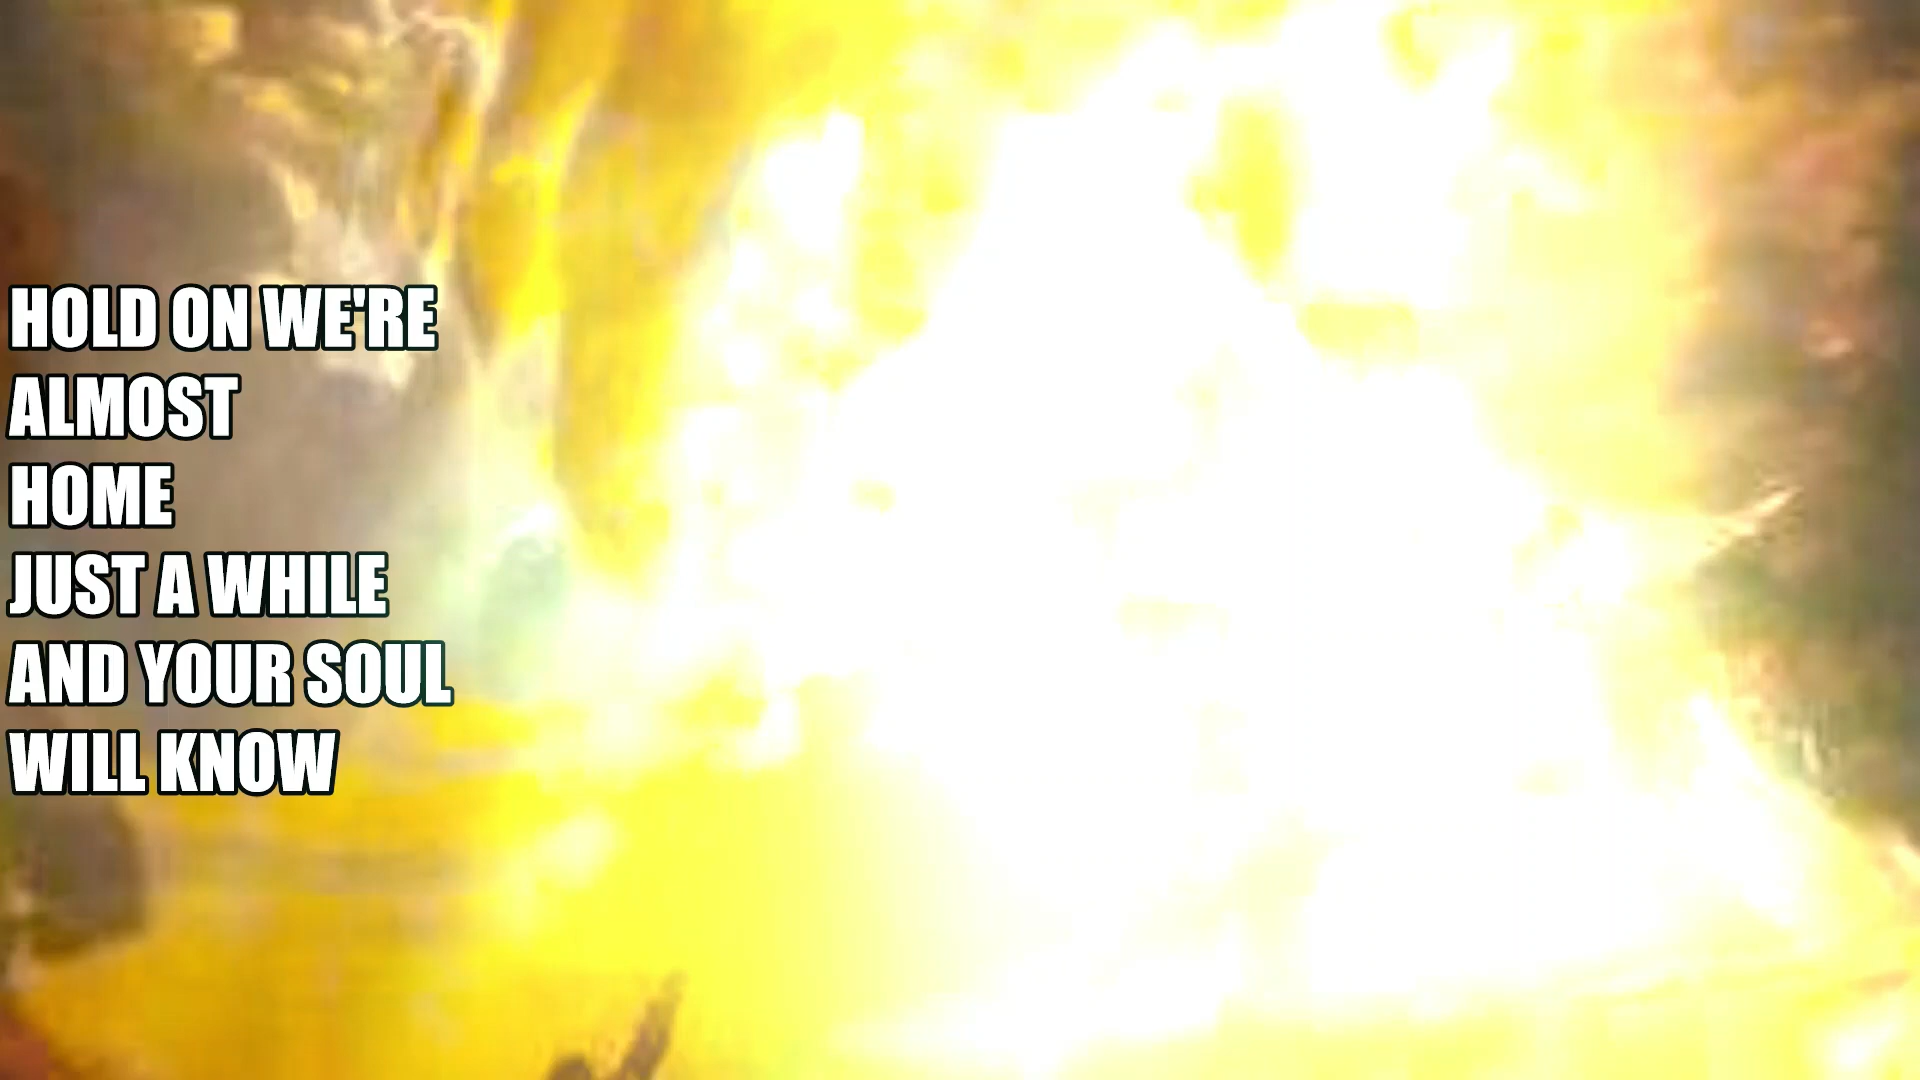 HOLD ON WE'RE
ALMOST
HOME
JUST A WHILE
AND YOUR SOUL
WILL KNOW